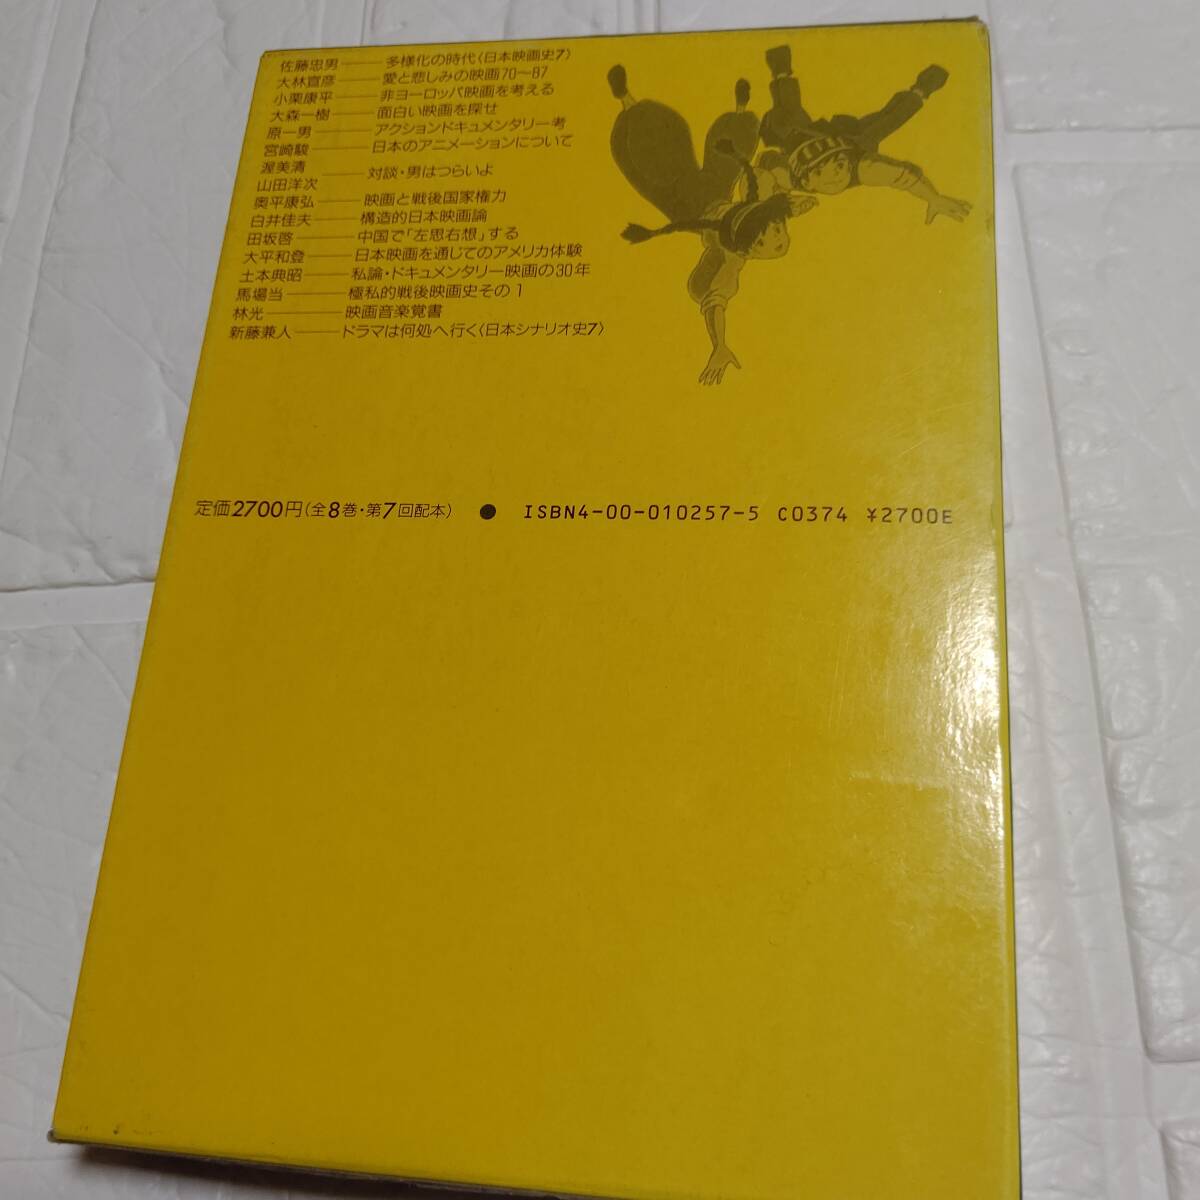 佐藤忠男――多様化の時代〈日本映画史7〉
大林宣彦――愛と悲しみの映画70〜87
小栗康平――非ヨーロッパ映画を考える
大森一樹――面白い映画を探せ
原一男――アクションドキュメンタリー考
宮崎駿――日本のアニメーションについて
渥美清
山田洋次――対談・男はつらいよ
奥平康弘――映画と戦後国家権力
白井佳夫――構造的日本映画論
田坂啓――中国で「左思右想」する
大平和登――日本映画を通じてのアメリカ体験
土本典昭――私論・ドキュメンタリー映画の30年
馬場当――極私的戦後映画史その1
林光――映画音楽覚書
新藤兼人――ドラマは何処へ行く〈日本シナリオ史7〉
定価2700円(全8巻・第7回配本) ● ISBN4-00-010257-5 C0374 ¥2700E